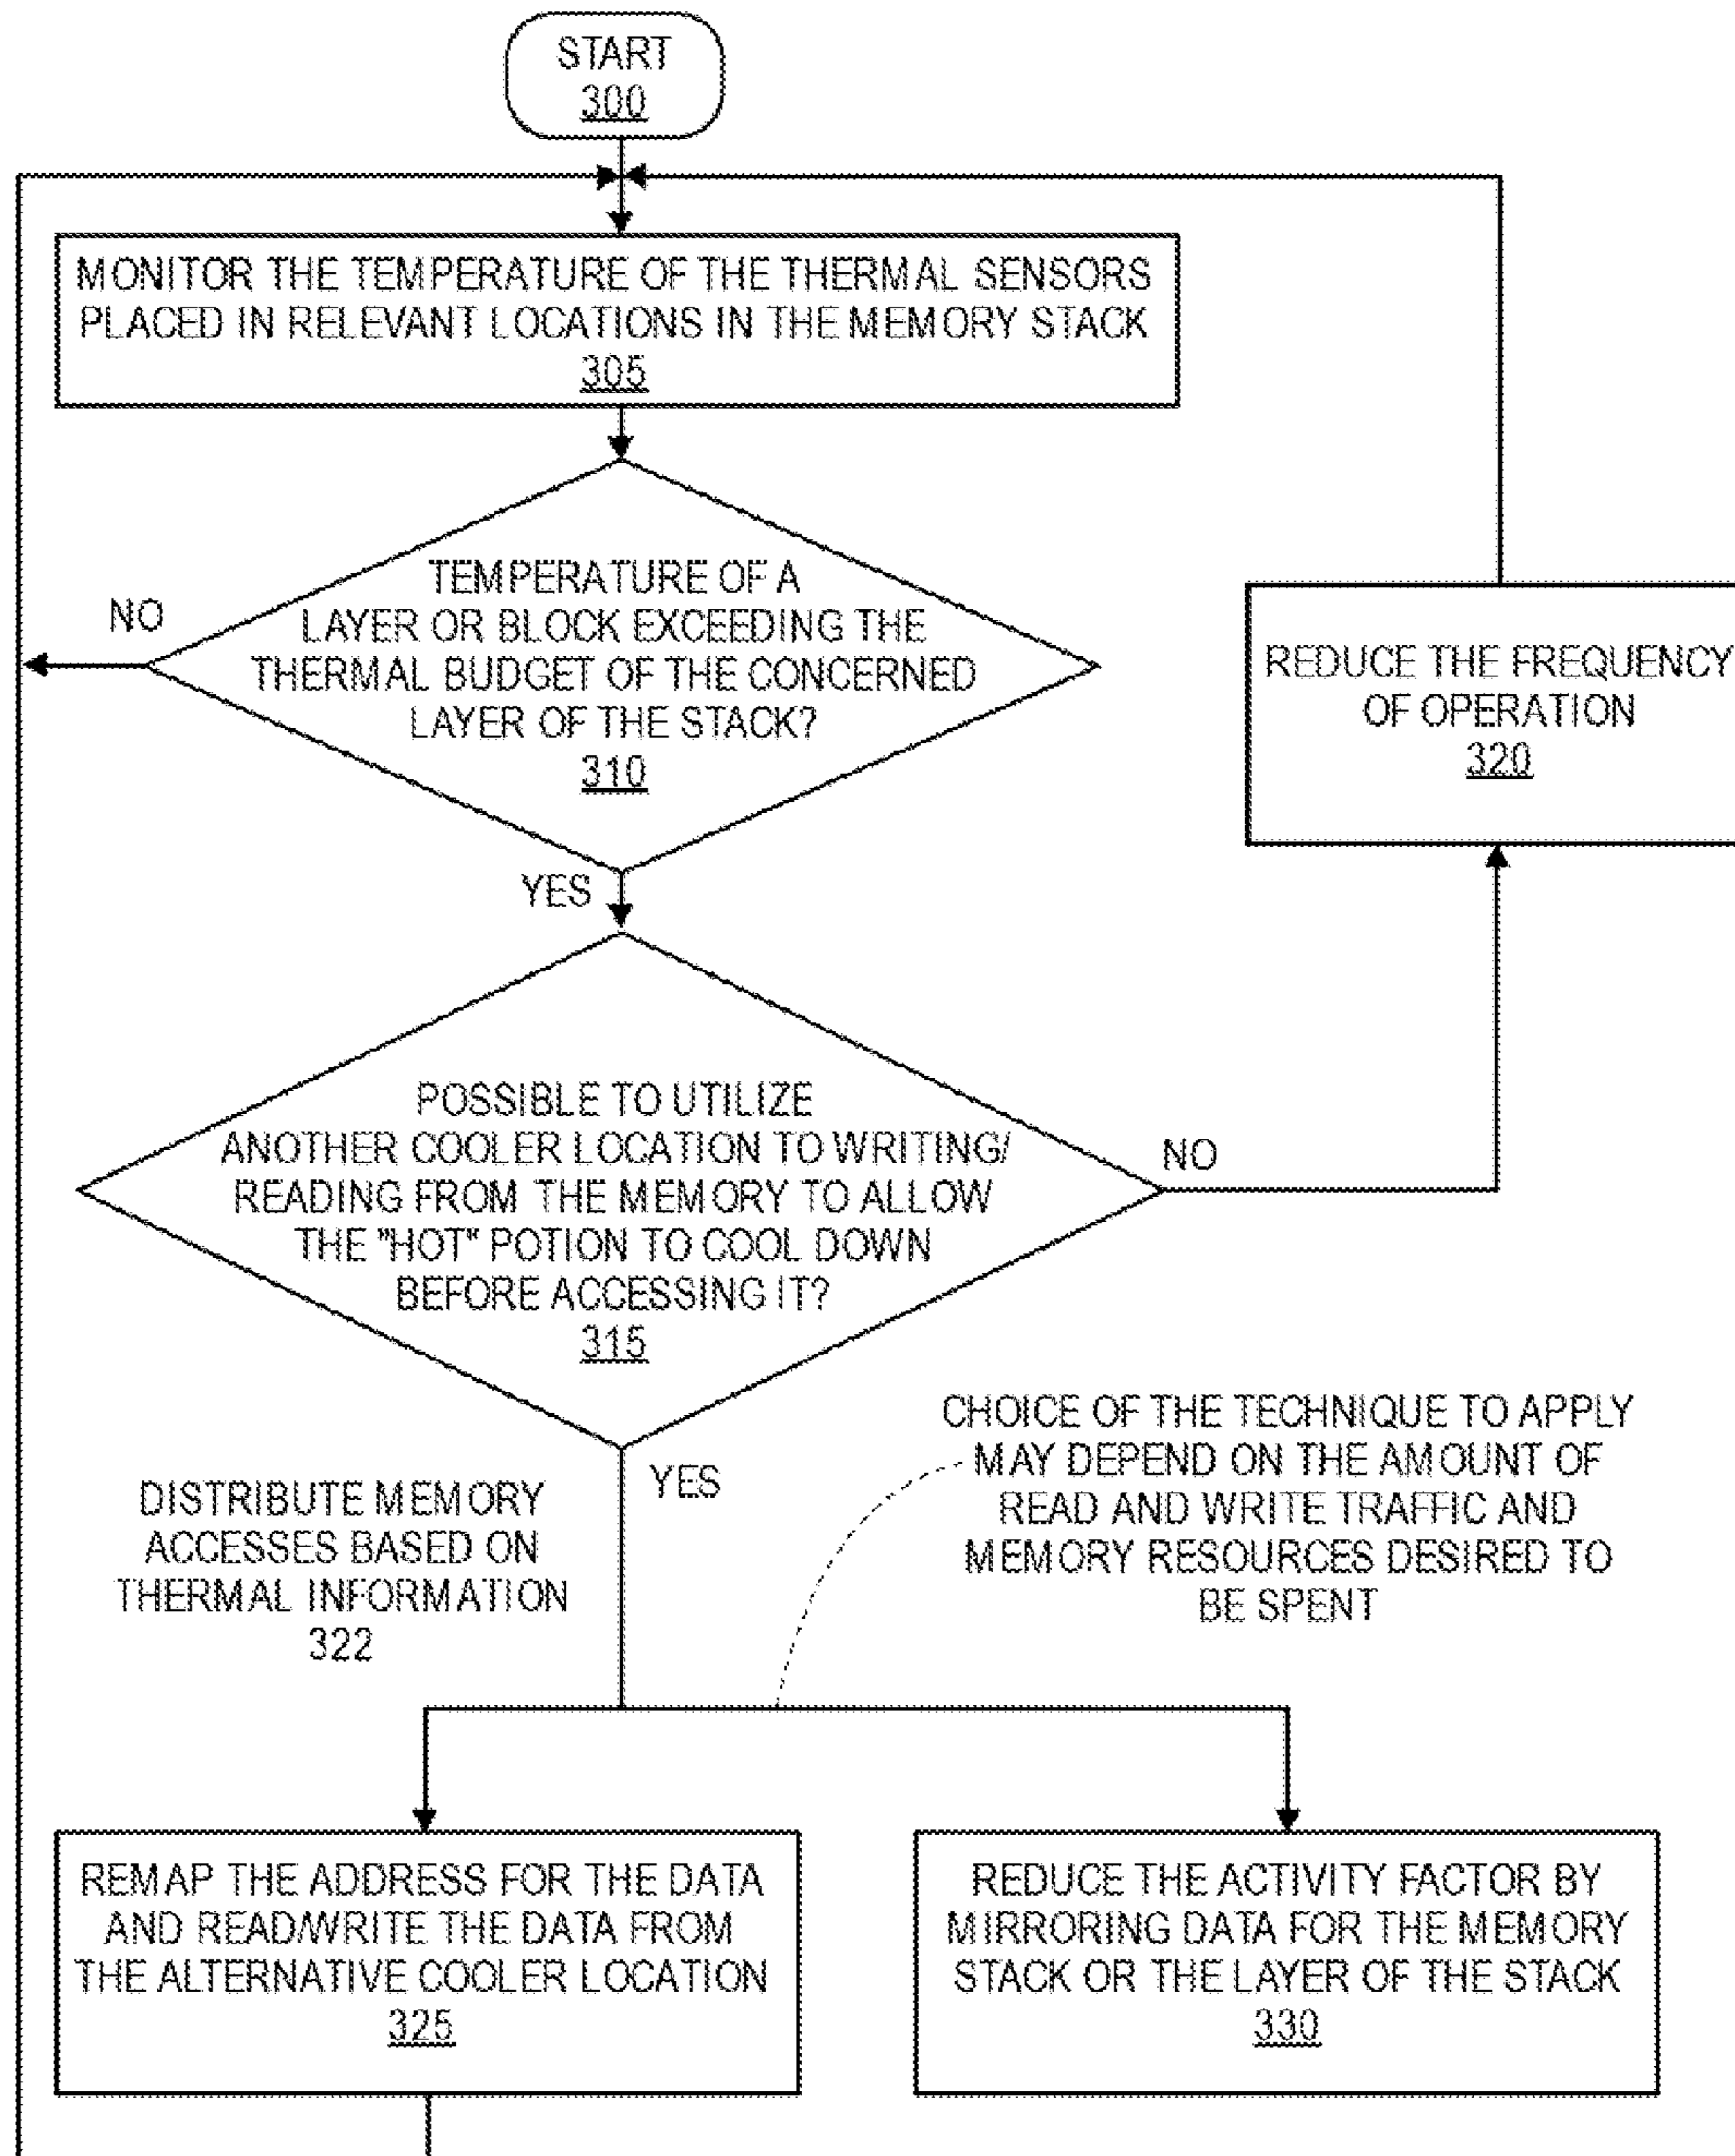 START
300
MONITOR THE TEMPERATURE OF THE THERMAL SENSORS
PLACED IN RELEVANT LOCATIONS IN THE MEMORY STACK
305
TEMPERATURE OF A
LAYER OR BLOCK EXCEEDING THE
THERMAL BUDGET OF THE CONCERNED
LAYER OF THE STACK?
310
NO
YES
REDUCE THE FREQUENCY
OF OPERATION
320
POSSIBLE TO UTILIZE
ANOTHER COOLER LOCATION TO WRITING/
READING FROM THE MEMORY TO ALLOW
THE "HOT" POTION TO COOL DOWN
BEFORE ACCESSING IT?
315
NO
YES
DISTRIBUTE MEMORY
ACCESSES BASED ON
THERMAL INFORMATION
322
CHOICE OF THE TECHNIQUE TO APPLY
MAY DEPEND ON THE AMOUNT OF
READ AND WRITE TRAFFIC AND
MEMORY RESOURCES DESIRED TO
BE SPENT
REMAP THE ADDRESS FOR THE DATA
AND READ/WRITE THE DATA FROM
THE ALTERNATIVE COOLER LOCATION
325
REDUCE THE ACTIVITY FACTOR BY
MIRRORING DATA FOR THE MEMORY
STACK OR THE LAYER OF THE STACK
330